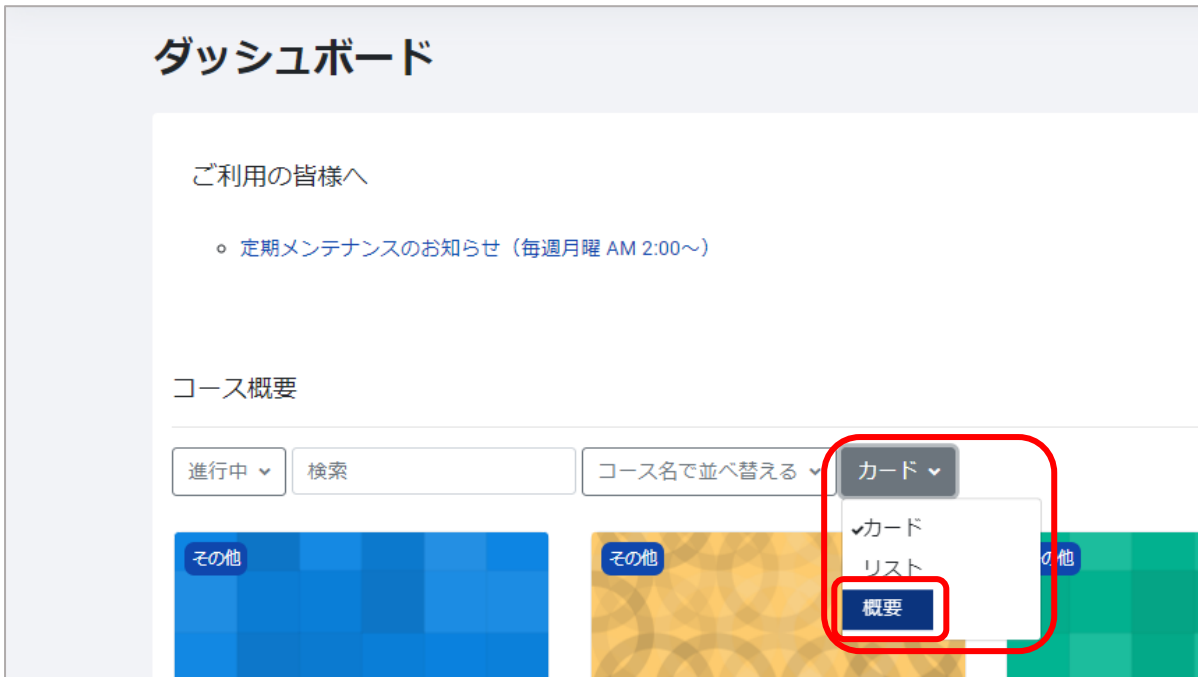 ダッシュボード
ご利用の皆様へ
定期メンテナンスのお知らせ（毎週月曜 AM 2:00～）
コース概要
進行中 検索 コース名で並べ替える カード
カード
リスト
概要
その他 その他 の他